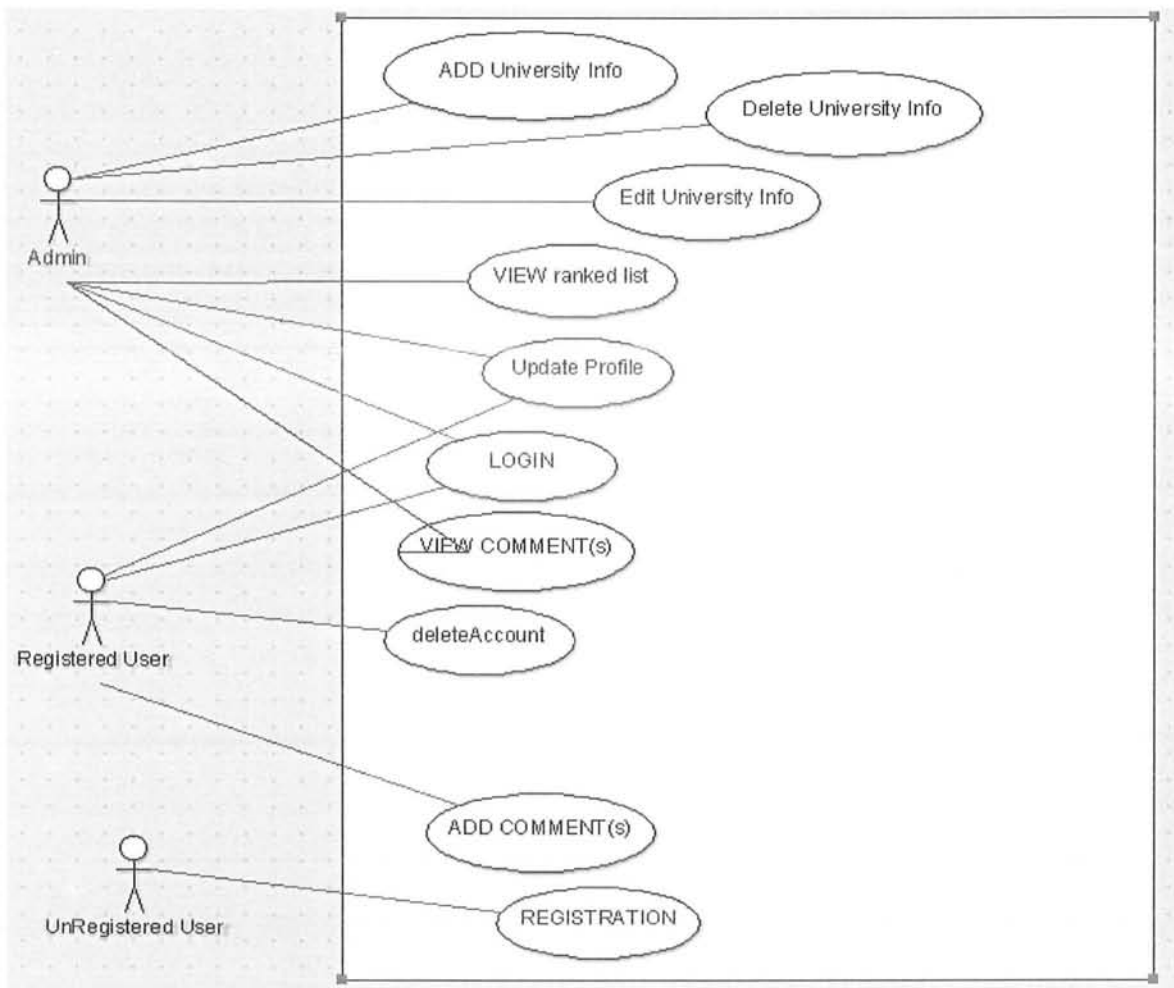 ADD University Info
Delete University Info
Edit University Info
Admin
VIEW ranked list
Update Profile
LOGIN
VIEW COMMENT(s)
deleteAccount
Registered User
ADD COMMENT(s)
UnRegistered User
REGISTRATION